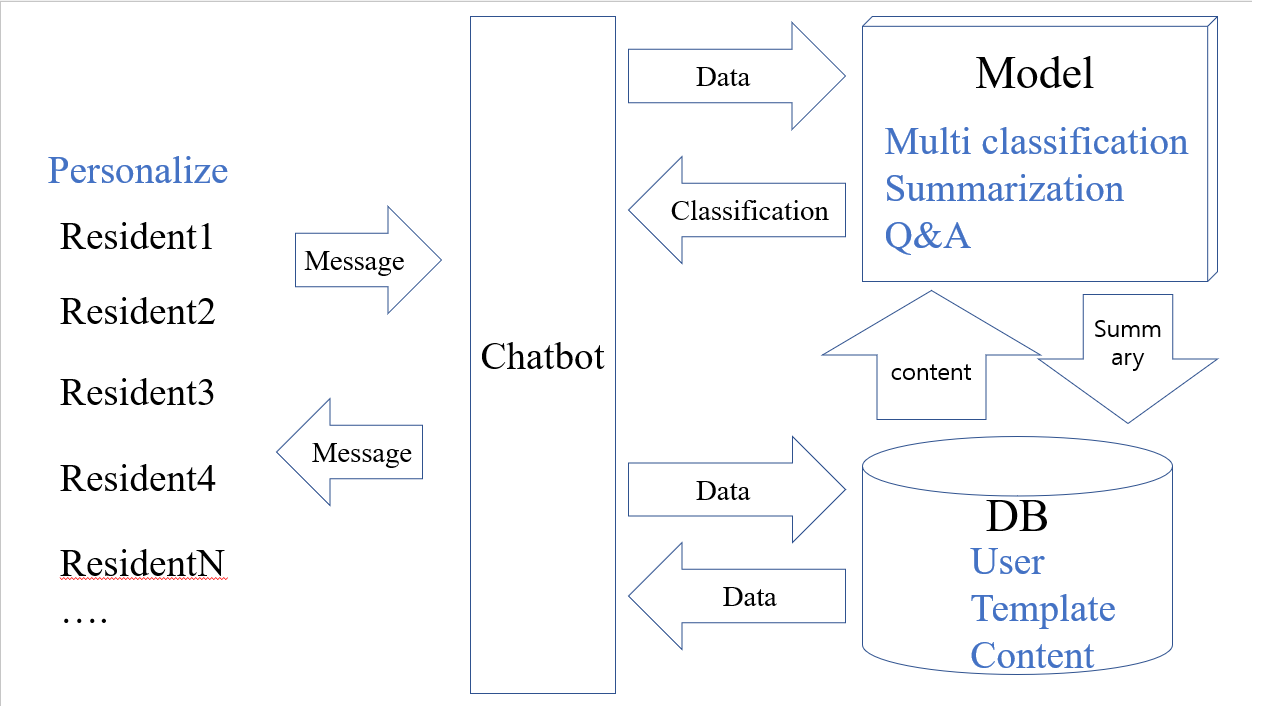 Personalize
Resident1
Resident2
Resident3
Resident4
ResidentN
….
Message
Message
Chatbot
Data
Classification
Data
Data
Model
Multi classification
Summarization
Q&A
content
Summ
ary
DB
User
Template
Content